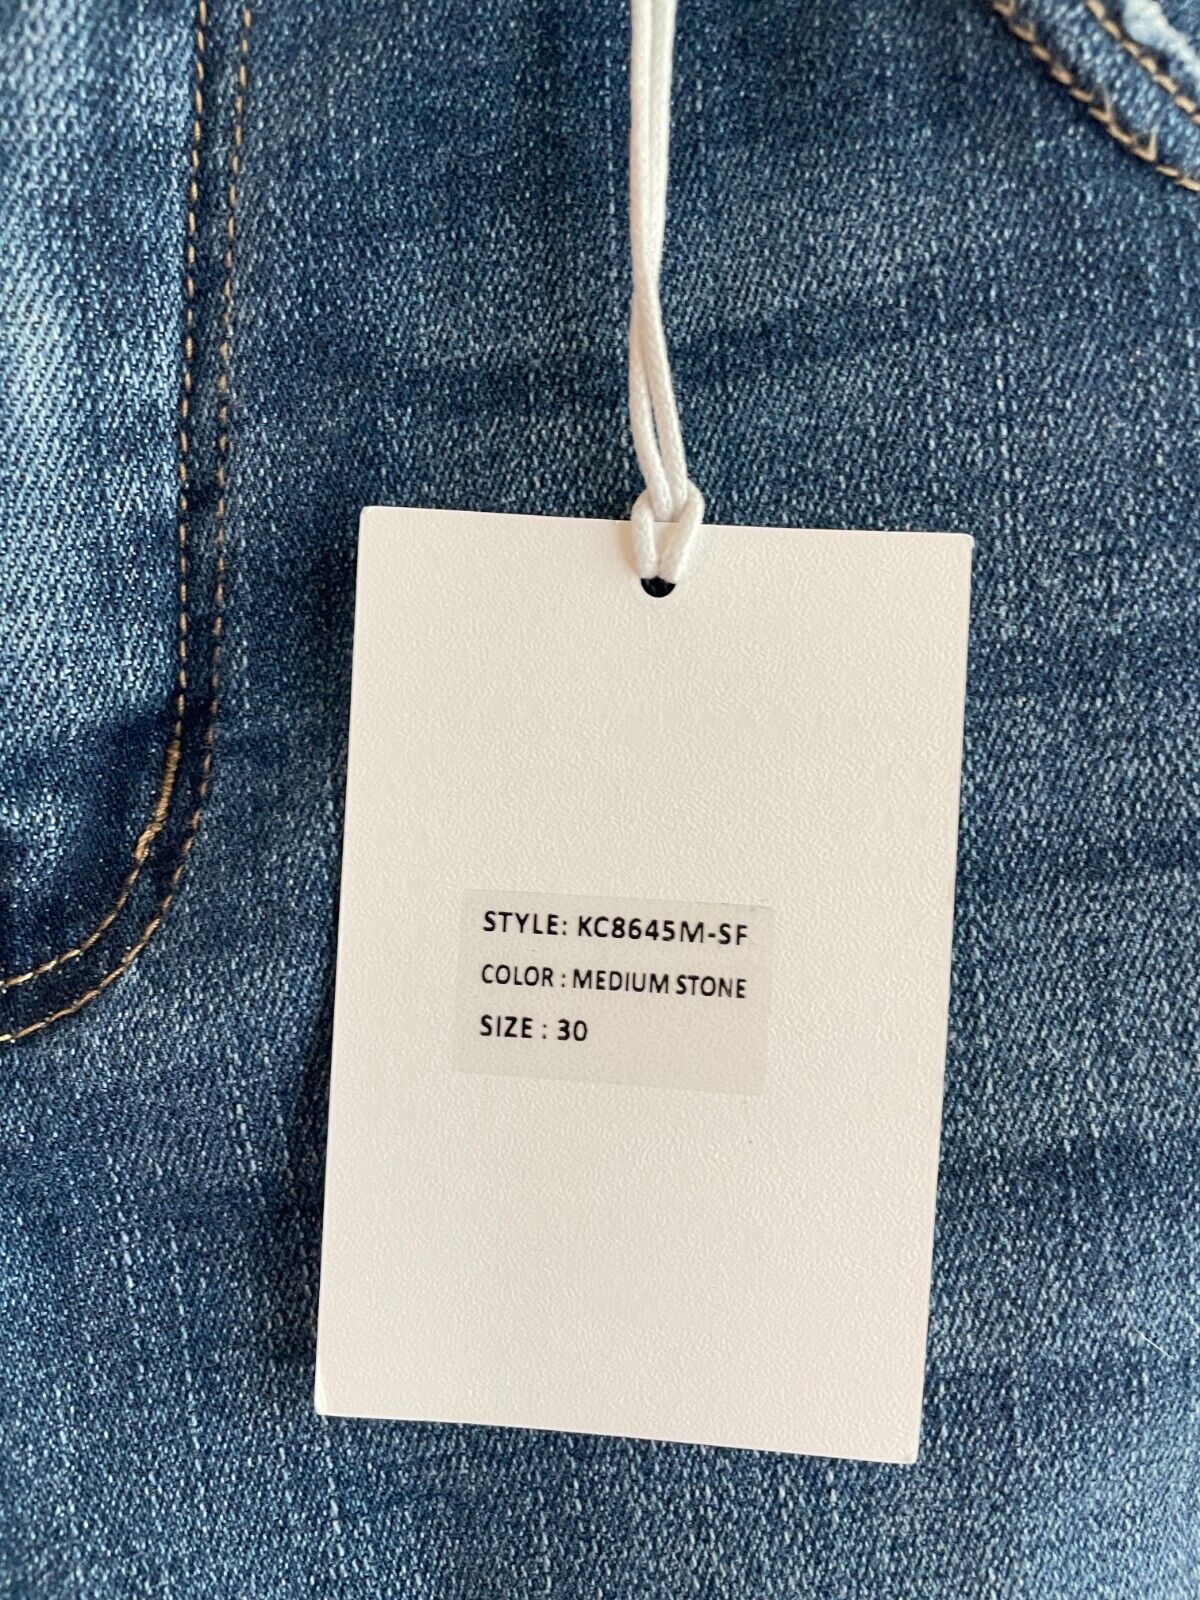 STYLE: KC8645M-SF
COLOR : MEDIUM STONE
SIZE : 30